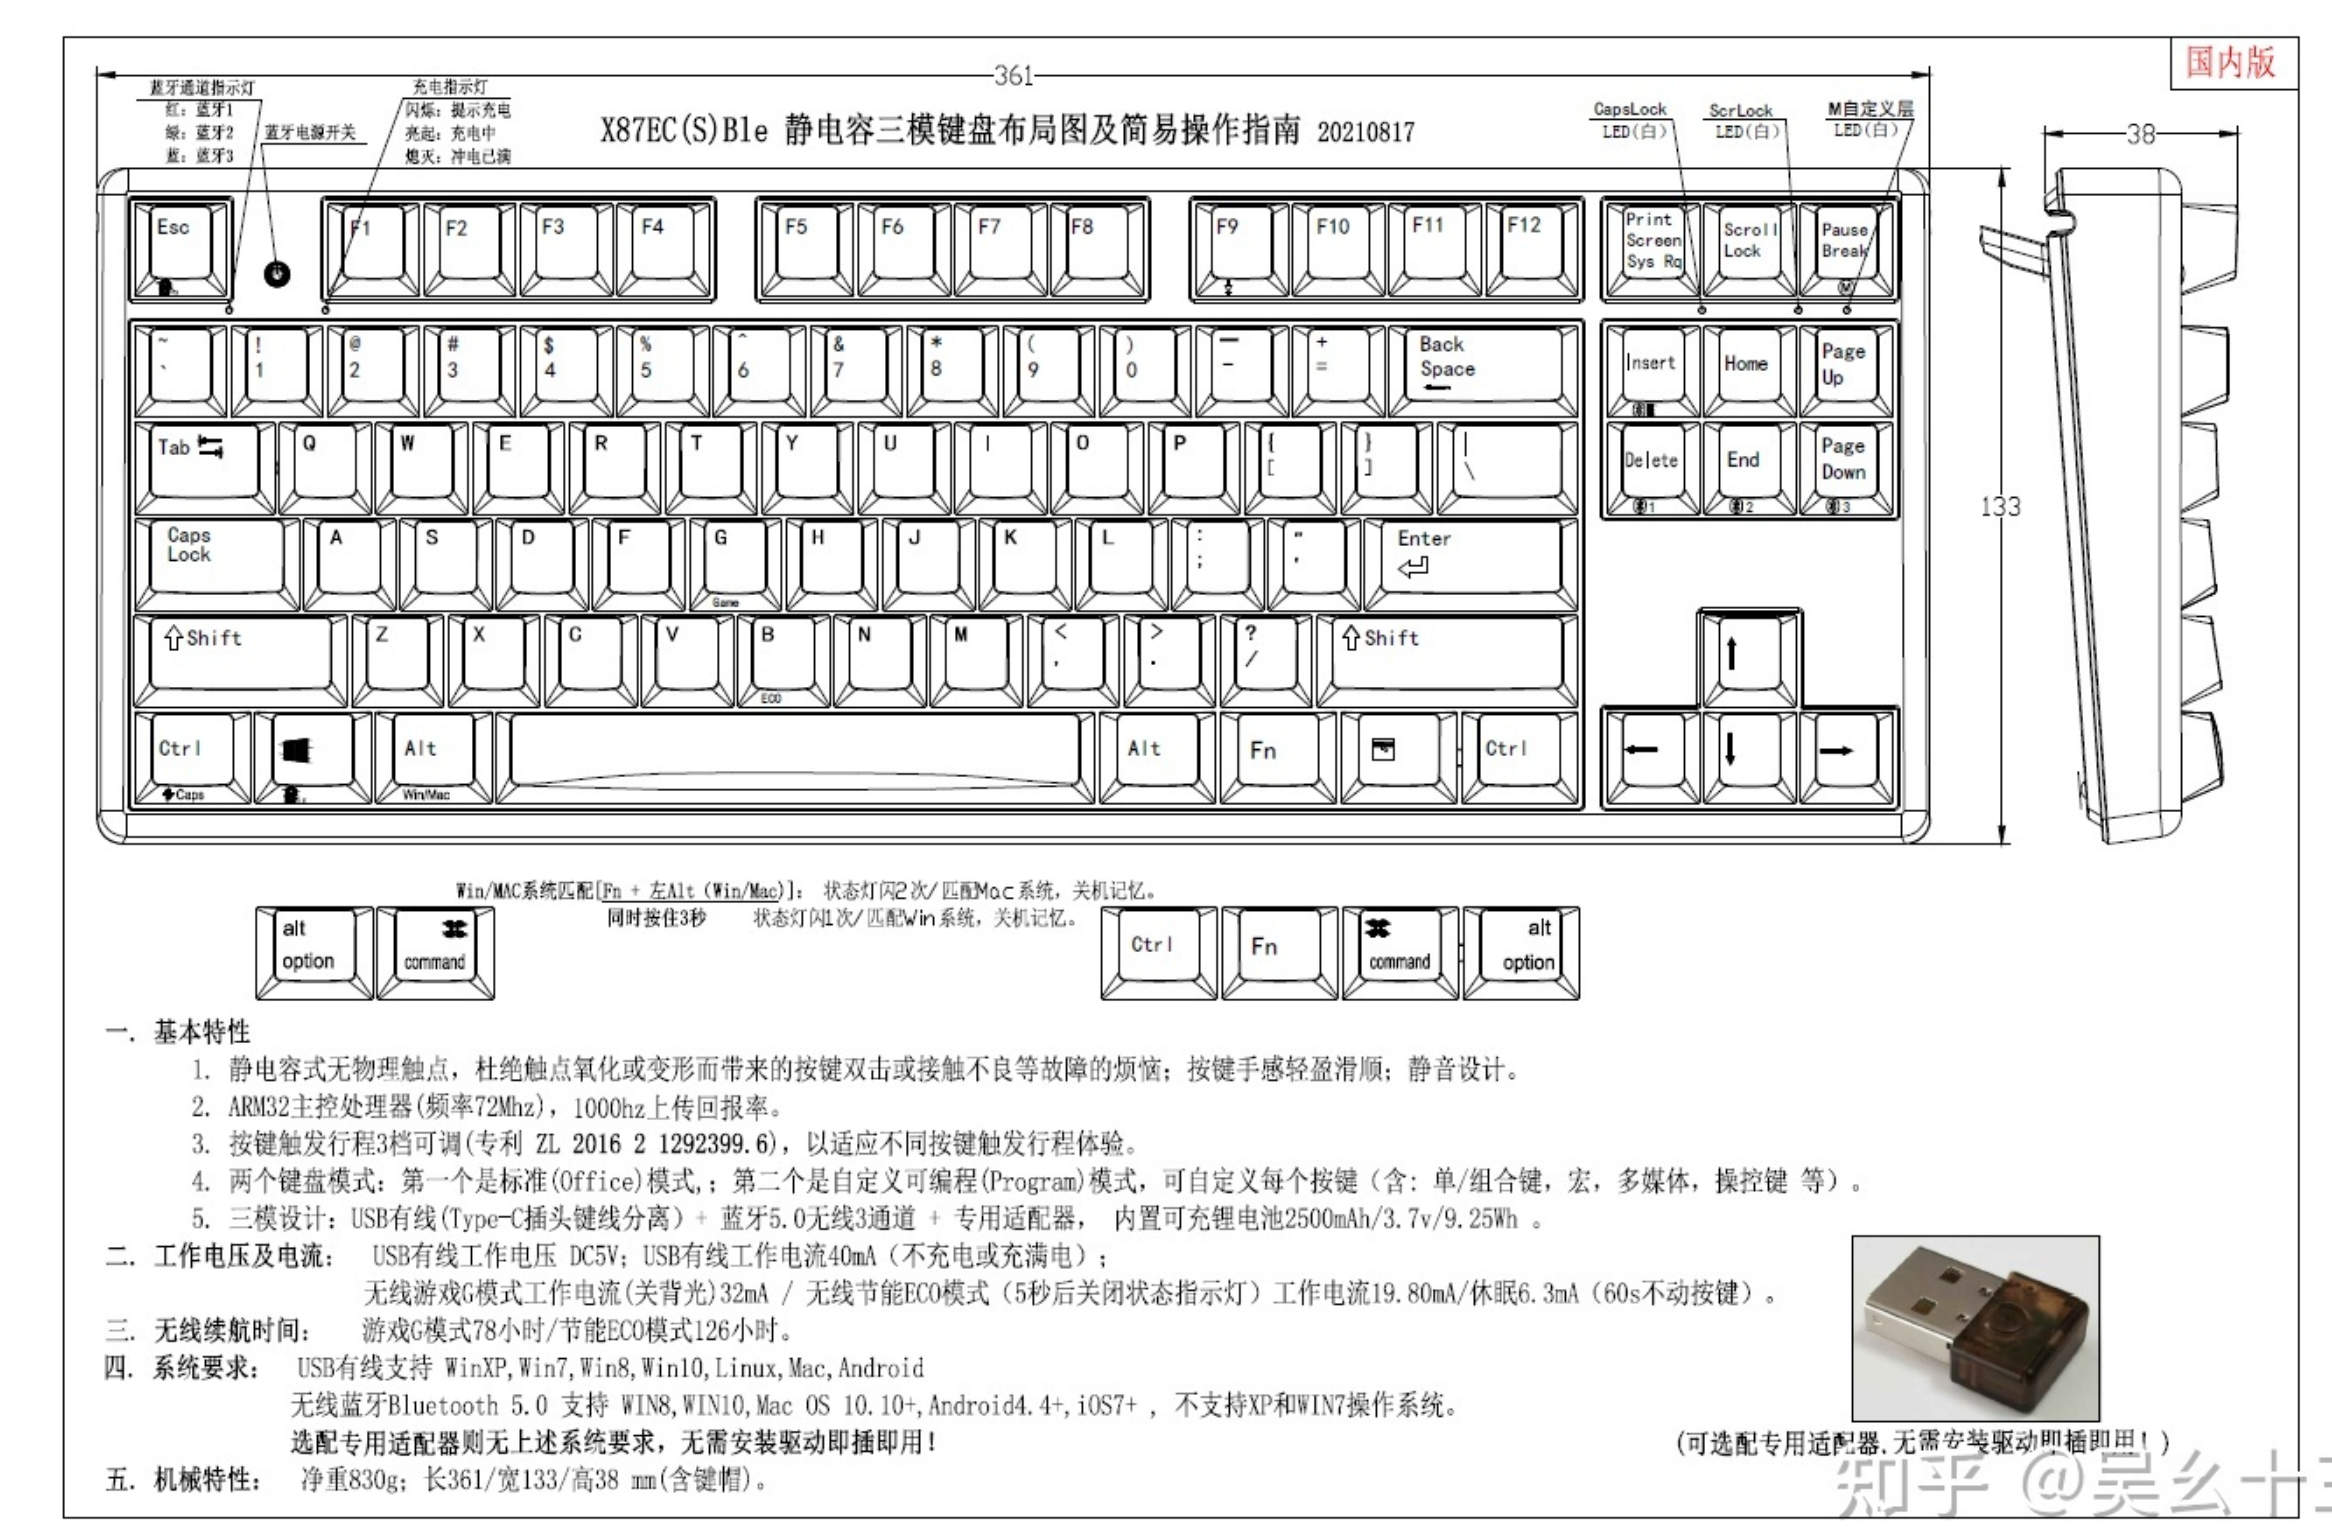 国内版
361
蓝牙通道指示灯
红: 蓝牙1
绿: 蓝牙2
蓝: 蓝牙3
蓝牙电源开关
充电指示灯
闪烁: 提示充电
亮起: 充电中
熄灭: 冲电已满
X87EC(S)Ble 静电容三模键盘布局图及简易操作指南 20210817
CapsLock
LED(白)
ScrLock
LED(白)
M自定义层
LED(白)
38
133
Esc F1 F2 F3 F4 F5 F6 F7 F8 F9 F10 F11 F12
Print Screen Sys Rq
Scroll Lock
Pause Break
M
~ ` ! 1 @ 2 # 3 $ 4 % 5 ^ 6 & 7 * 8 ( 9 ) 0 — - + = Back Space
Insert Home Page Up
Tab Q W E R T Y U I O P { [ } ] | \
Delete End Page Down
1 2 3
Caps Lock A S D F G H J K L : ; " ' Enter
Game
Shift Z X C V B N M < , > . ? / Shift
ECO
Ctrl Alt Alt Fn Ctrl
Caps Win/Mac
Win/MAC系统匹配[Fn + 左Alt (Win/Mac)]: 状态灯闪2次/匹配Mac系统, 关机记忆。
同时按住3秒 状态灯闪1次/匹配Win系统, 关机记忆。
alt option
command
Ctrl Fn
command
alt option
一. 基本特性
1. 静电容式无物理触点, 杜绝触点氧化或变形而带来的按键双击或接触不良等故障的烦恼; 按键手感轻盈滑顺; 静音设计。
2. ARM32主控处理器(频率72Mhz), 1000hz上传回报率。
3. 按键触发行程3档可调(专利 ZL 2016 2 1292399.6), 以适应不同按键触发行程体验。
4. 两个键盘模式: 第一个是标准(Office)模式,; 第二个是自定义可编程(Program)模式, 可自定义每个按键 (含: 单/组合键, 宏, 多媒体, 操控键 等) 。
5. 三模设计: USB有线(Type-C插头键线分离) + 蓝牙5.0无线3通道 + 专用适配器, 内置可充锂电池2500mAh/3.7v/9.25Wh 。
二. 工作电压及电流: USB有线工作电压 DC5V; USB有线工作电流40mA (不充电或充满电) ;
无线游戏G模式工作电流(关背光)32mA / 无线节能ECO模式 (5秒后关闭状态指示灯) 工作电流19.80mA/休眠6.3mA (60s不动按键) 。
三. 无线续航时间: 游戏G模式78小时/节能ECO模式126小时。
四. 系统要求: USB有线支持 WinXP,Win7,Win8,Win10,Linux,Mac,Android
无线蓝牙Bluetooth 5.0 支持 WIN8,WIN10,Mac OS 10.10+,Android4.4+,iOS7+ , 不支持XP和WIN7操作系统。
选配专用适配器则无上述系统要求, 无需安装驱动即插即用!
(可选配专用适配器,无需安装驱动即插即用! )
五. 机械特性: 净重830g; 长361/宽133/高38 mm(含键帽)。
知乎 @吴幺十